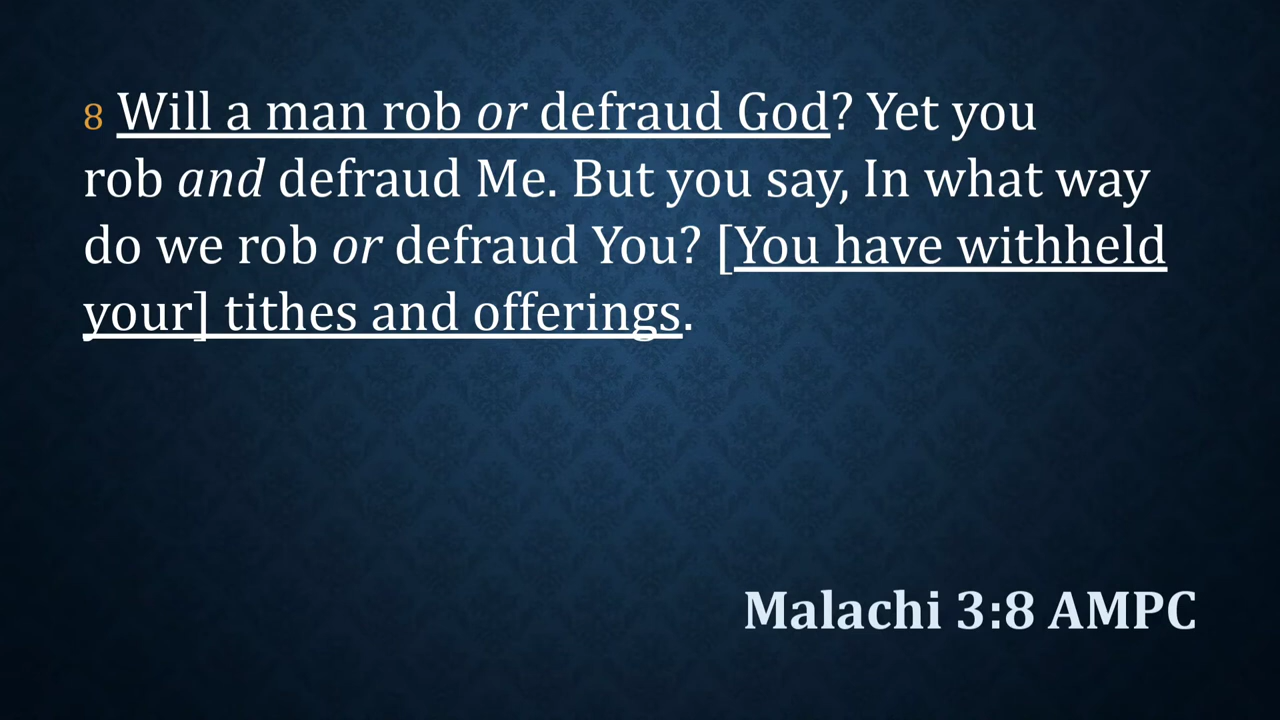 8 Will a man rob or defraud God? Yet you
rob and defraud Me. But you say, In what way
do we rob or defraud You? [You have withheld
your] tithes and offerings.
Malachi 3:8 AMPC